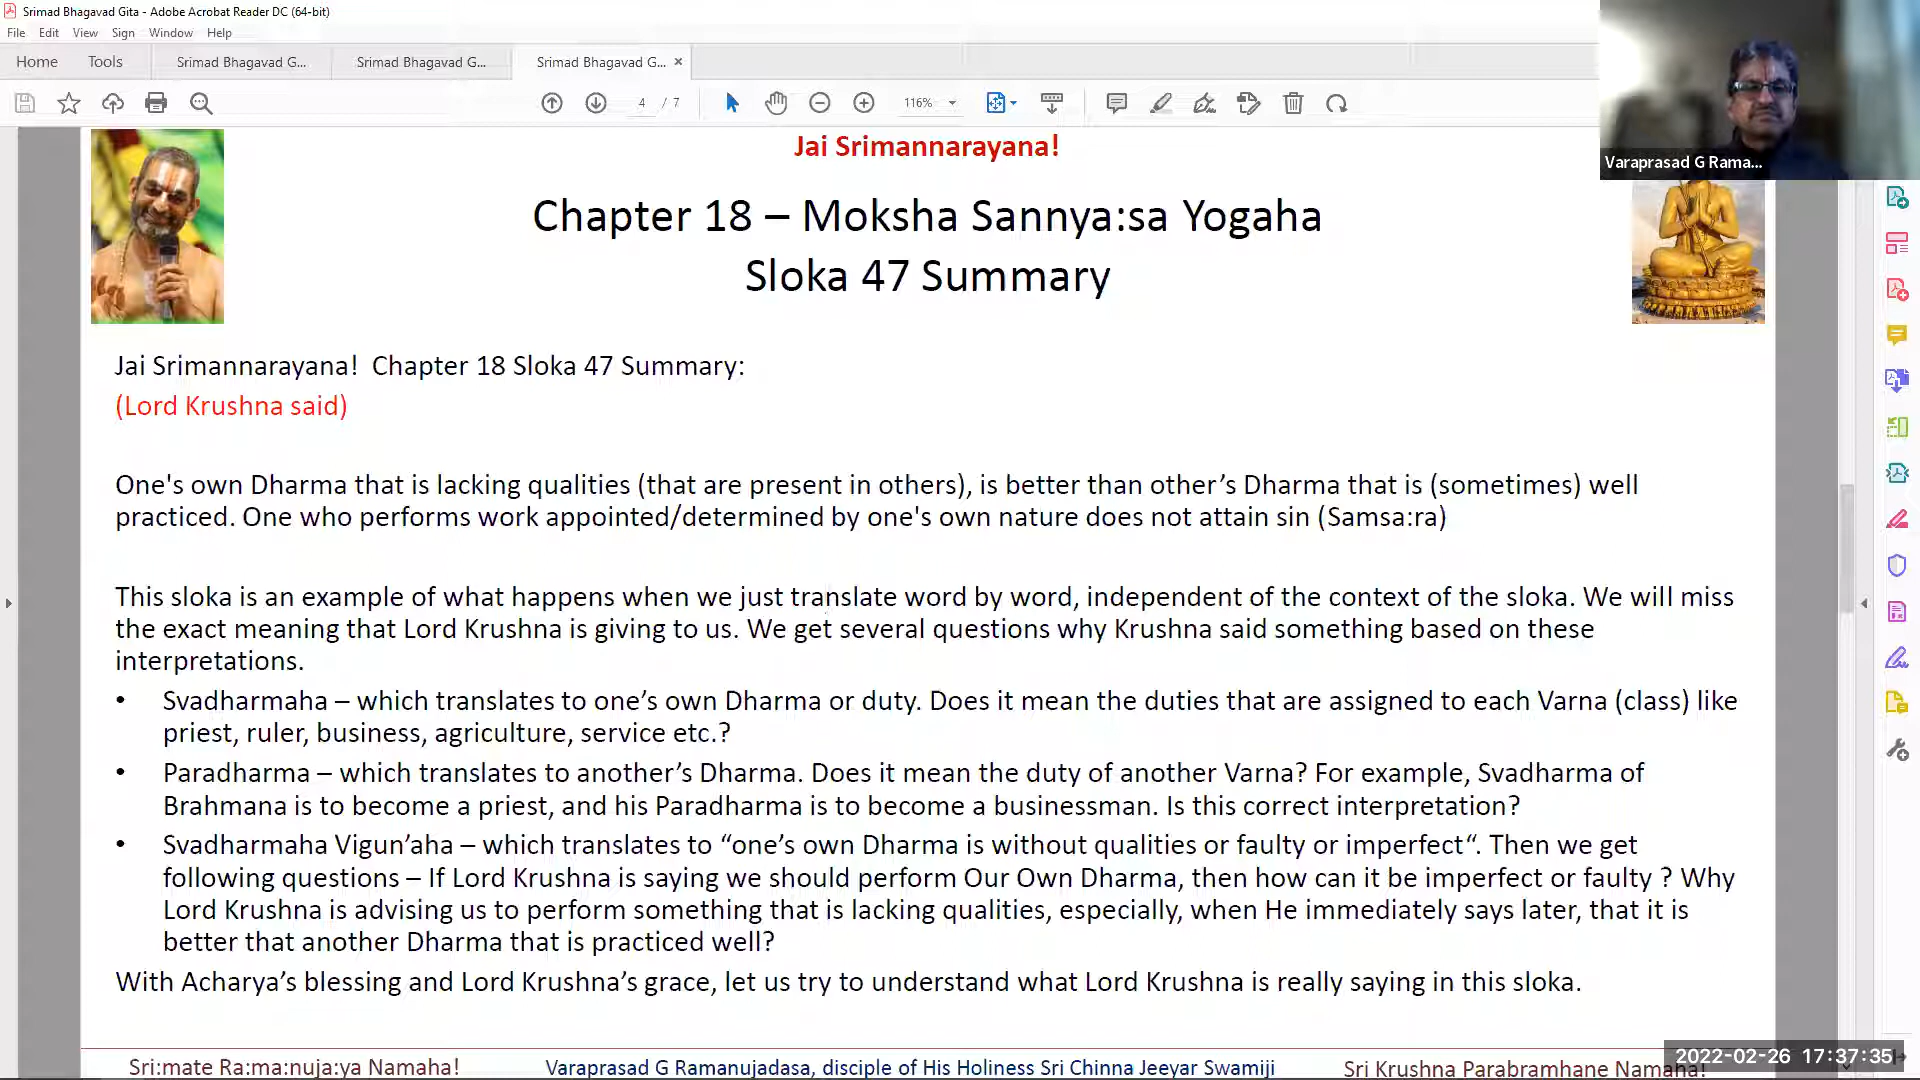 Srimad Bhagavad Gita - Adobe Acrobat Reader DC (64-bit)
File Edit View Sign Window Help
Home Tools Srimad Bhagavad G... Srimad Bhagavad G... Srimad Bhagavad G... ×
4 / 7 116%
Varaprasad G Rama...
Jai Srimannarayana!
Chapter 18 – Moksha Sannya:sa Yogaha
Sloka 47 Summary
Jai Srimannarayana!  Chapter 18 Sloka 47 Summary:
(Lord Krushna said)
One's own Dharma that is lacking qualities (that are present in others), is better than other’s Dharma that is (sometimes) well
practiced. One who performs work appointed/determined by one's own nature does not attain sin (Samsa:ra)
This sloka is an example of what happens when we just translate word by word, independent of the context of the sloka. We will miss
the exact meaning that Lord Krushna is giving to us. We get several questions why Krushna said something based on these
interpretations.
• Svadharmaha – which translates to one’s own Dharma or duty. Does it mean the duties that are assigned to each Varna (class) like
priest, ruler, business, agriculture, service etc.?
• Paradharma – which translates to another’s Dharma. Does it mean the duty of another Varna? For example, Svadharma of
Brahmana is to become a priest, and his Paradharma is to become a businessman. Is this correct interpretation?
• Svadharmaha Vigun’aha – which translates to “one’s own Dharma is without qualities or faulty or imperfect“. Then we get
following questions – If Lord Krushna is saying we should perform Our Own Dharma, then how can it be imperfect or faulty ? Why
Lord Krushna is advising us to perform something that is lacking qualities, especially, when He immediately says later, that it is
better that another Dharma that is practiced well?
With Acharya’s blessing and Lord Krushna’s grace, let us try to understand what Lord Krushna is really saying in this sloka.
Sri:mate Ra:ma:nuja:ya Namaha! Varaprasad G Ramanujadasa, disciple of His Holiness Sri Chinna Jeeyar Swamiji Sri Krushna Parabramhane Namaha!
2022-02-26 17:37:35